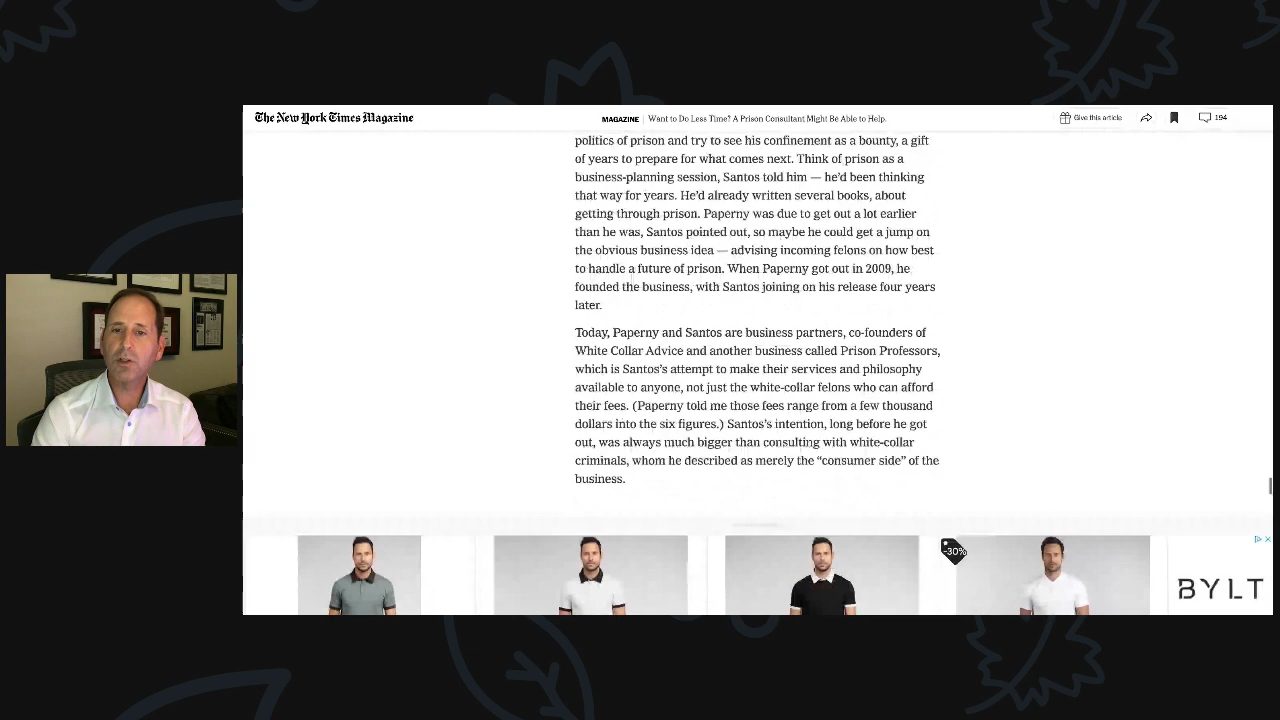 The New York Times Magazine
MAGAZINE | Want to Do Less Time? A Prison Consultant Might Be Able to Help.
Give this article
194
politics of prison and try to see his confinement as a bounty, a gift
of years to prepare for what comes next. Think of prison as a
business-planning session, Santos told him — he’d been thinking
that way for years. He’d already written several books, about
getting through prison. Paperny was due to get out a lot earlier
than he was, Santos pointed out, so maybe he could get a jump on
the obvious business idea — advising incoming felons on how best
to handle a future of prison. When Paperny got out in 2009, he
founded the business, with Santos joining on his release four years
later.
Today, Paperny and Santos are business partners, co-founders of
White Collar Advice and another business called Prison Professors,
which is Santos’s attempt to make their services and philosophy
available to anyone, not just the white-collar felons who can afford
their fees. (Paperny told me those fees range from a few thousand
dollars into the six figures.) Santos’s intention, long before he got
out, was always much bigger than consulting with white-collar
criminals, whom he described as merely the “consumer side” of the
business.
-30%
BYLT